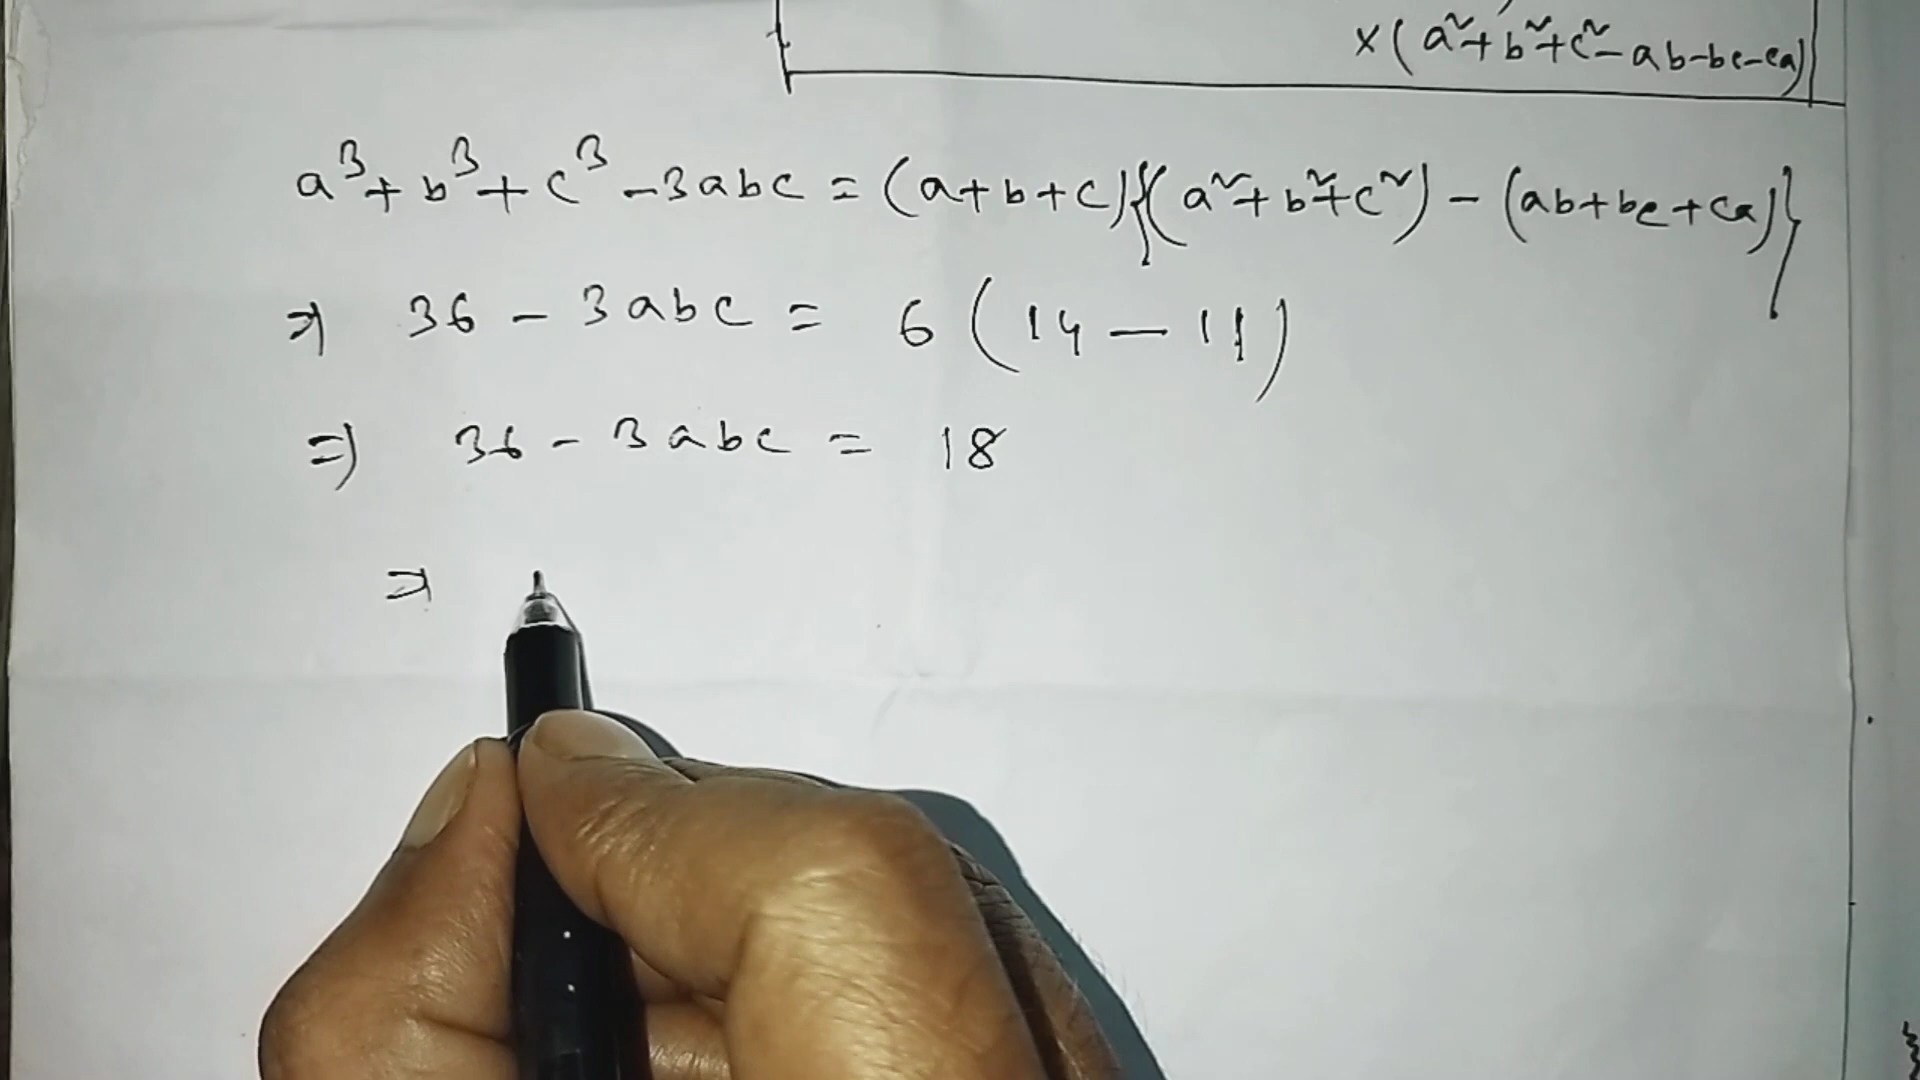 ×(a²+b²+c²-ab-bc-ca)
a³+b³+c³-3abc=(a+b+c){(a²+b²+c²)-(ab+bc+ca)}
⇒ 36-3abc = 6(14-11)
⇒ 36-3abc = 18
⇒